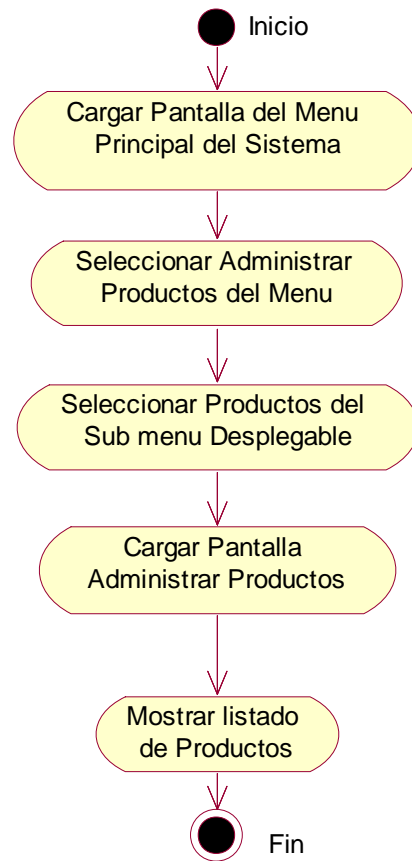 Inicio
Cargar Pantalla del Menu
Principal del Sistema
Seleccionar Administrar
Productos del Menu
Seleccionar Productos del
Sub menu Desplegable
Cargar Pantalla
Administrar Productos
Mostrar listado
de Productos
Fin